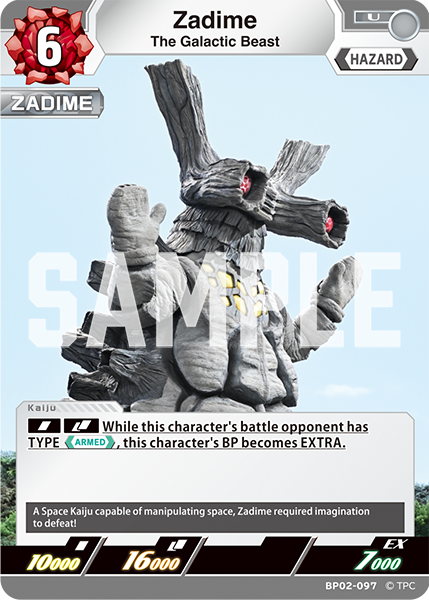 Zadime
The Galactic Beast
6
U
HAZARD
ZADIME
SAMPLE
Kaiju
While this character's battle opponent has
TYPE ARMED, this character's BP becomes EXTRA.
A Space Kaiju capable of manipulating space, Zadime required imagination
to defeat!
10000 16000 EX 7000
BP02-097 © TPC